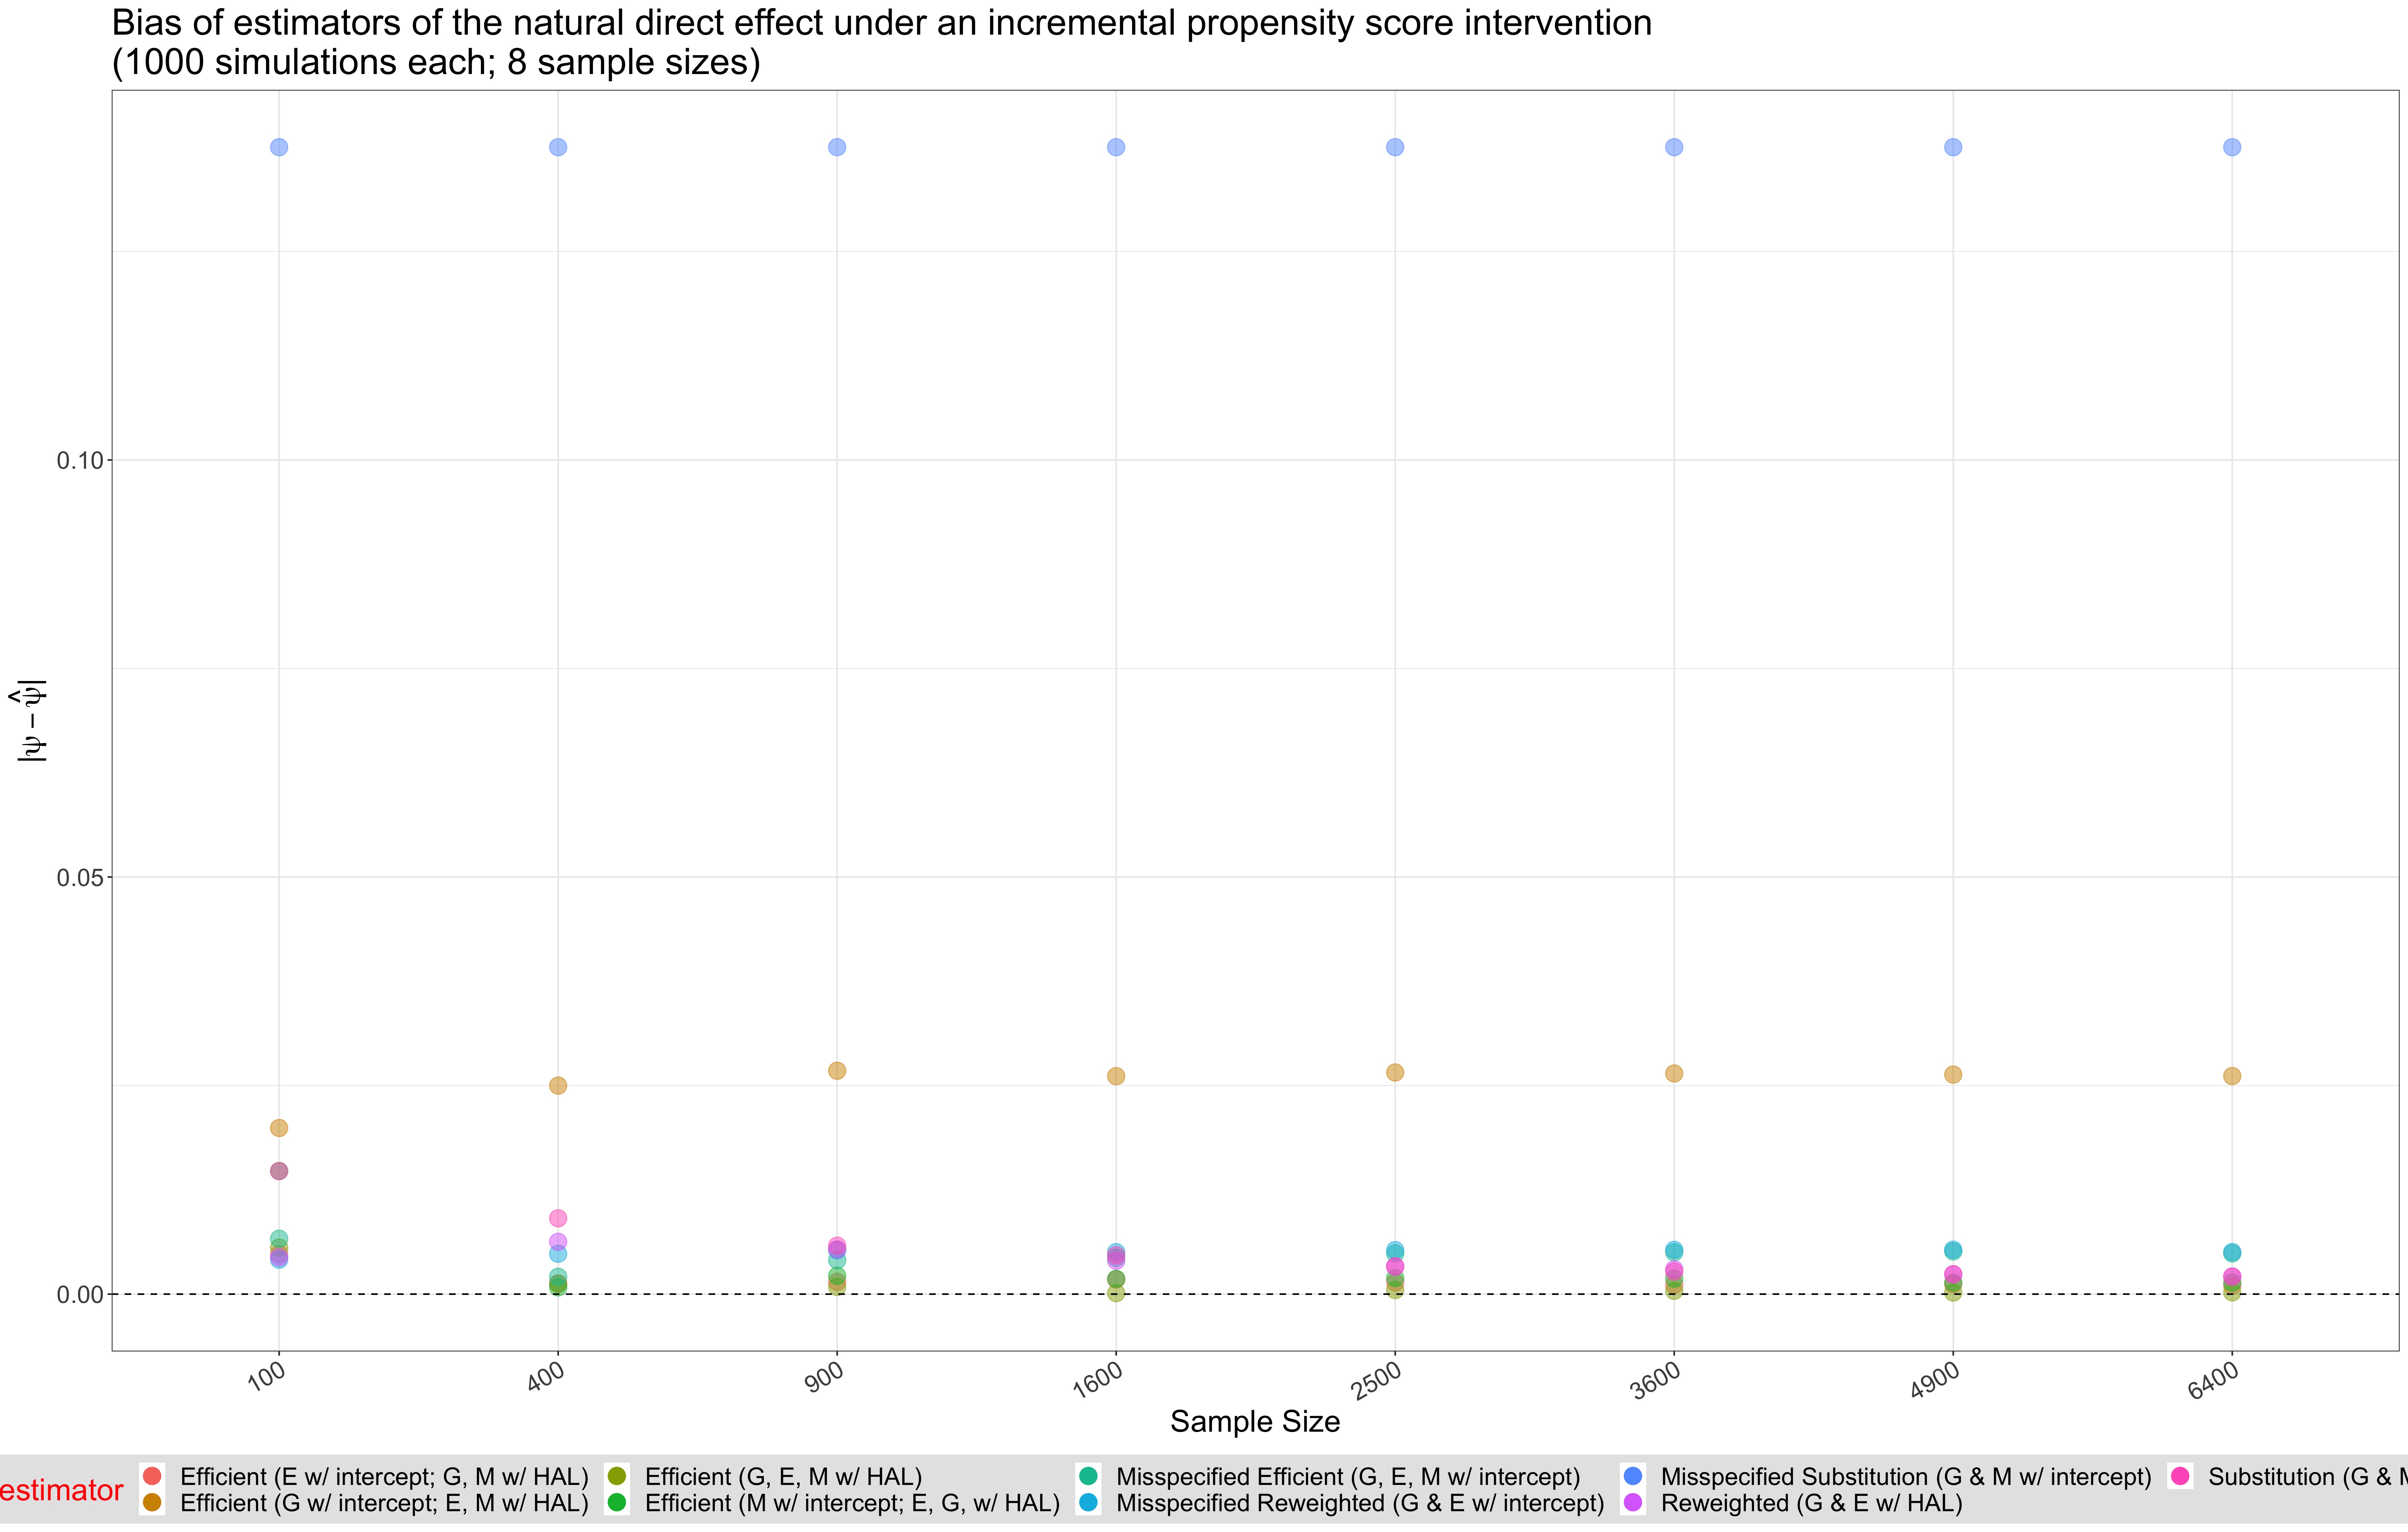 Bias of estimators of the natural direct effect under an incremental propensity score intervention
(1000 simulations each; 8 sample sizes)
|ψ − ψ̂|
0.10
0.05
0.00
100 400 900 1600 2500 3600 4900 6400
Sample Size
estimator
Efficient (E w/ intercept; G, M w/ HAL) Efficient (G, E, M w/ HAL) Misspecified Efficient (G, E, M w/ intercept) Misspecified Substitution (G & M w/ intercept) Substitution (G &
Efficient (G w/ intercept; E, M w/ HAL) Efficient (M w/ intercept; E, G, w/ HAL) Misspecified Reweighted (G & E w/ intercept) Reweighted (G & E w/ HAL)